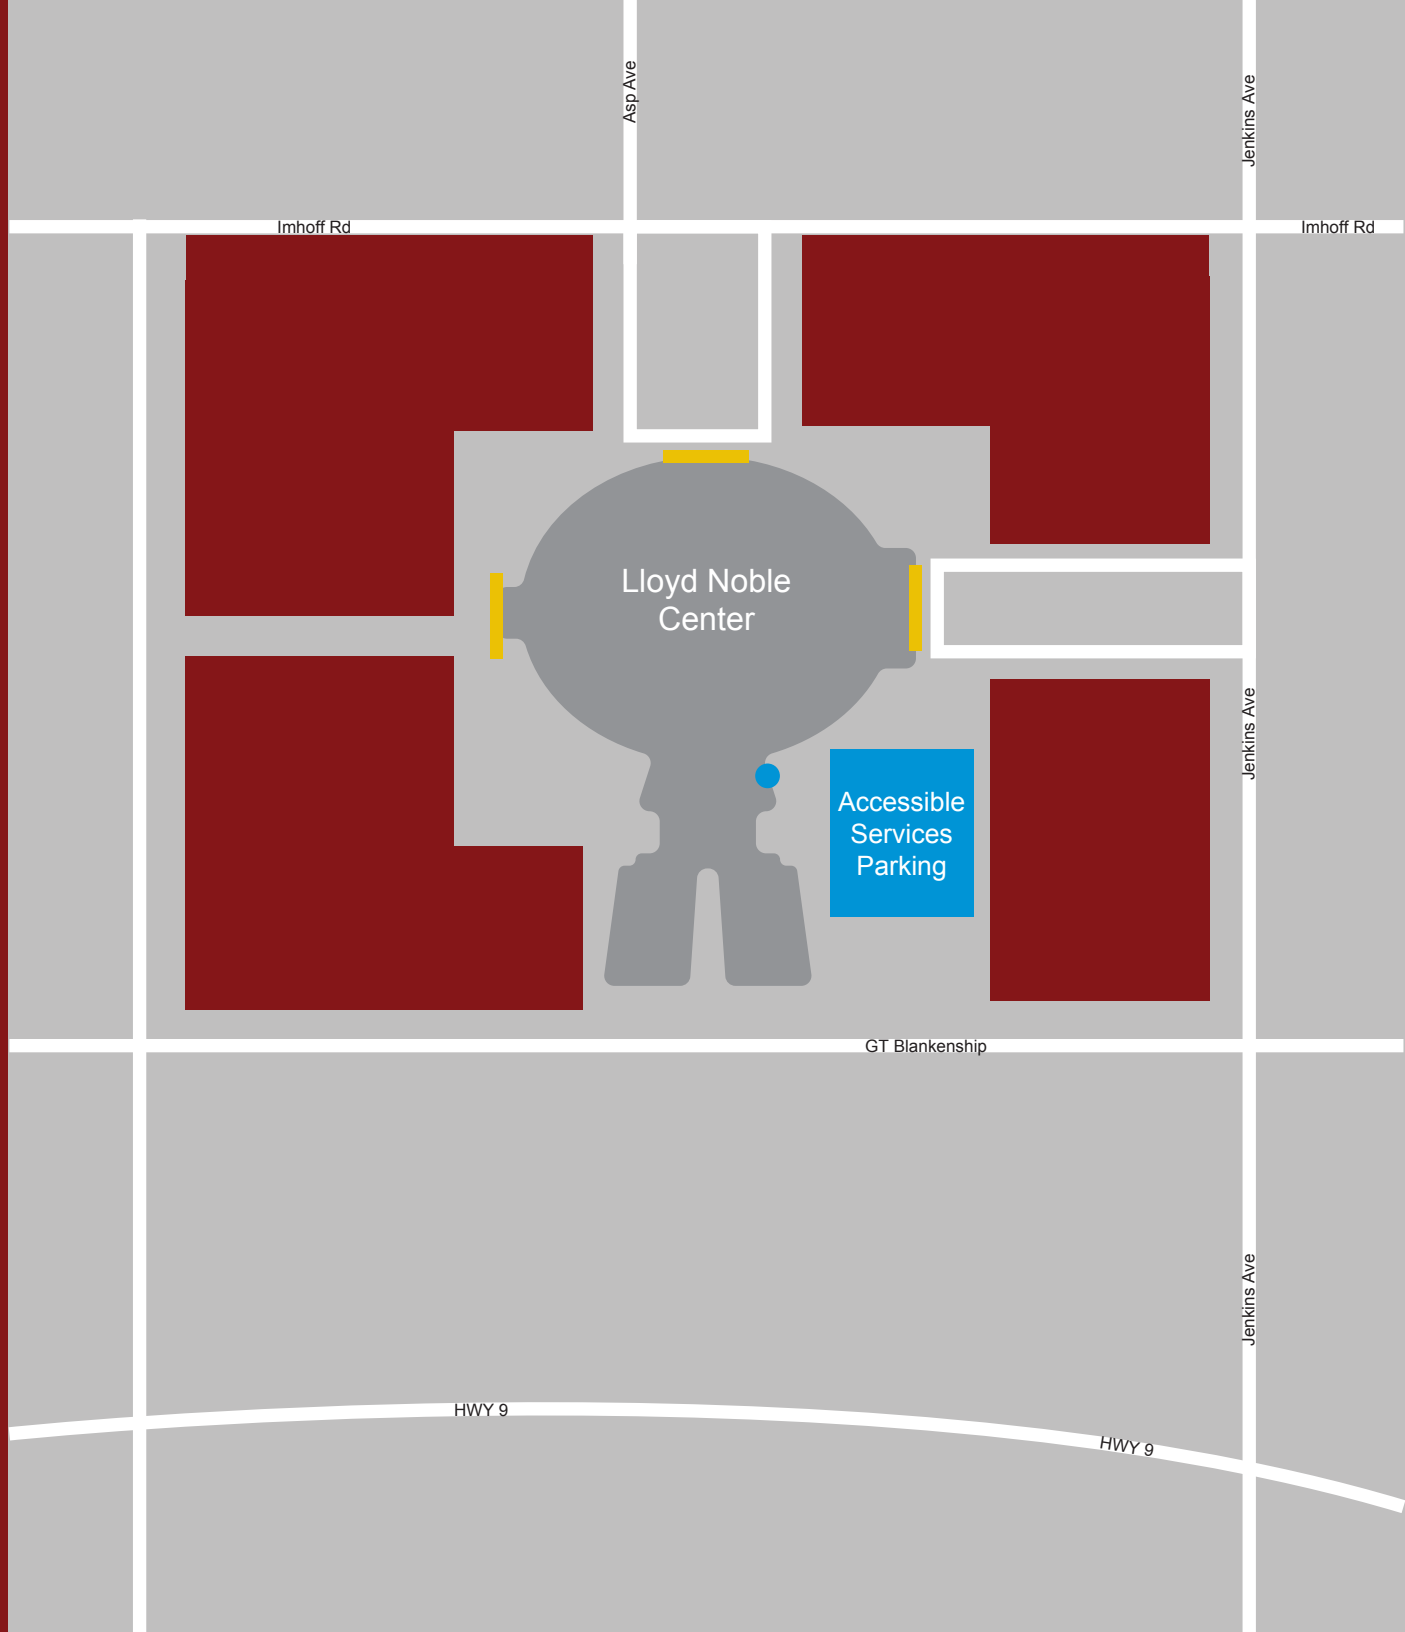 Asp Ave
Jenkins Ave
Imhoff Rd
Imhoff Rd
Lloyd Noble
Center
Jenkins Ave
Accessible
Services
Parking
GT Blankenship
Jenkins Ave
HWY 9
HWY 9